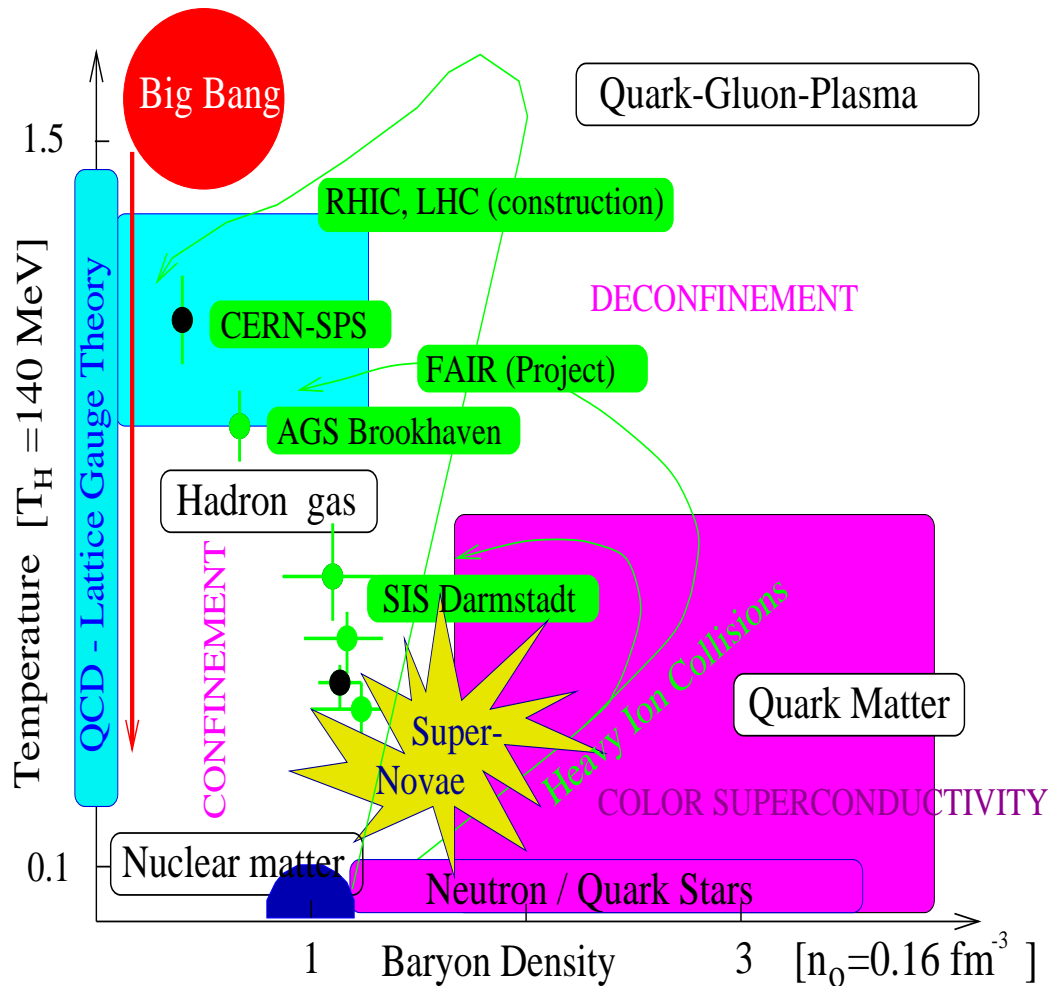 Big Bang
Quark-Gluon-Plasma
1.5
RHIC, LHC (construction)
DECONFINEMENT
CERN-SPS
FAIR (Project)
AGS Brookhaven
Hadron gas
SIS Darmstadt
CONFINEMENT
QCD - Lattice Gauge Theory
Temperature [T_H =140 MeV]
Heavy Ion Collisions
Quark Matter
Super-
Novae
COLOR SUPERCONDUCTIVITY
Nuclear matter
0.1
Neutron / Quark Stars
1
Baryon Density
3
[n_o=0.16 fm^-3 ]